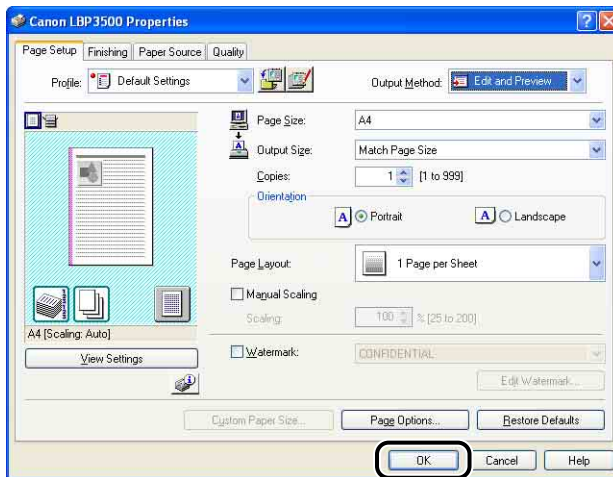 Canon LBP3500 Properties
Page Setup Finishing Paper Source Quality
Profile: Default Settings Output Method: Edit and Preview
Page Size: A4
Output Size: Match Page Size
Copies: 1 [1 to 999]
Orientation
A Portrait A Landscape
Page Layout: 1 Page per Sheet
Manual Scaling
Scaling: 100 % [25 to 200]
A4 [Scaling: Auto]
View Settings
Watermark: CONFIDENTIAL
Edit Watermark...
Custom Paper Size... Page Options... Restore Defaults
OK Cancel Help